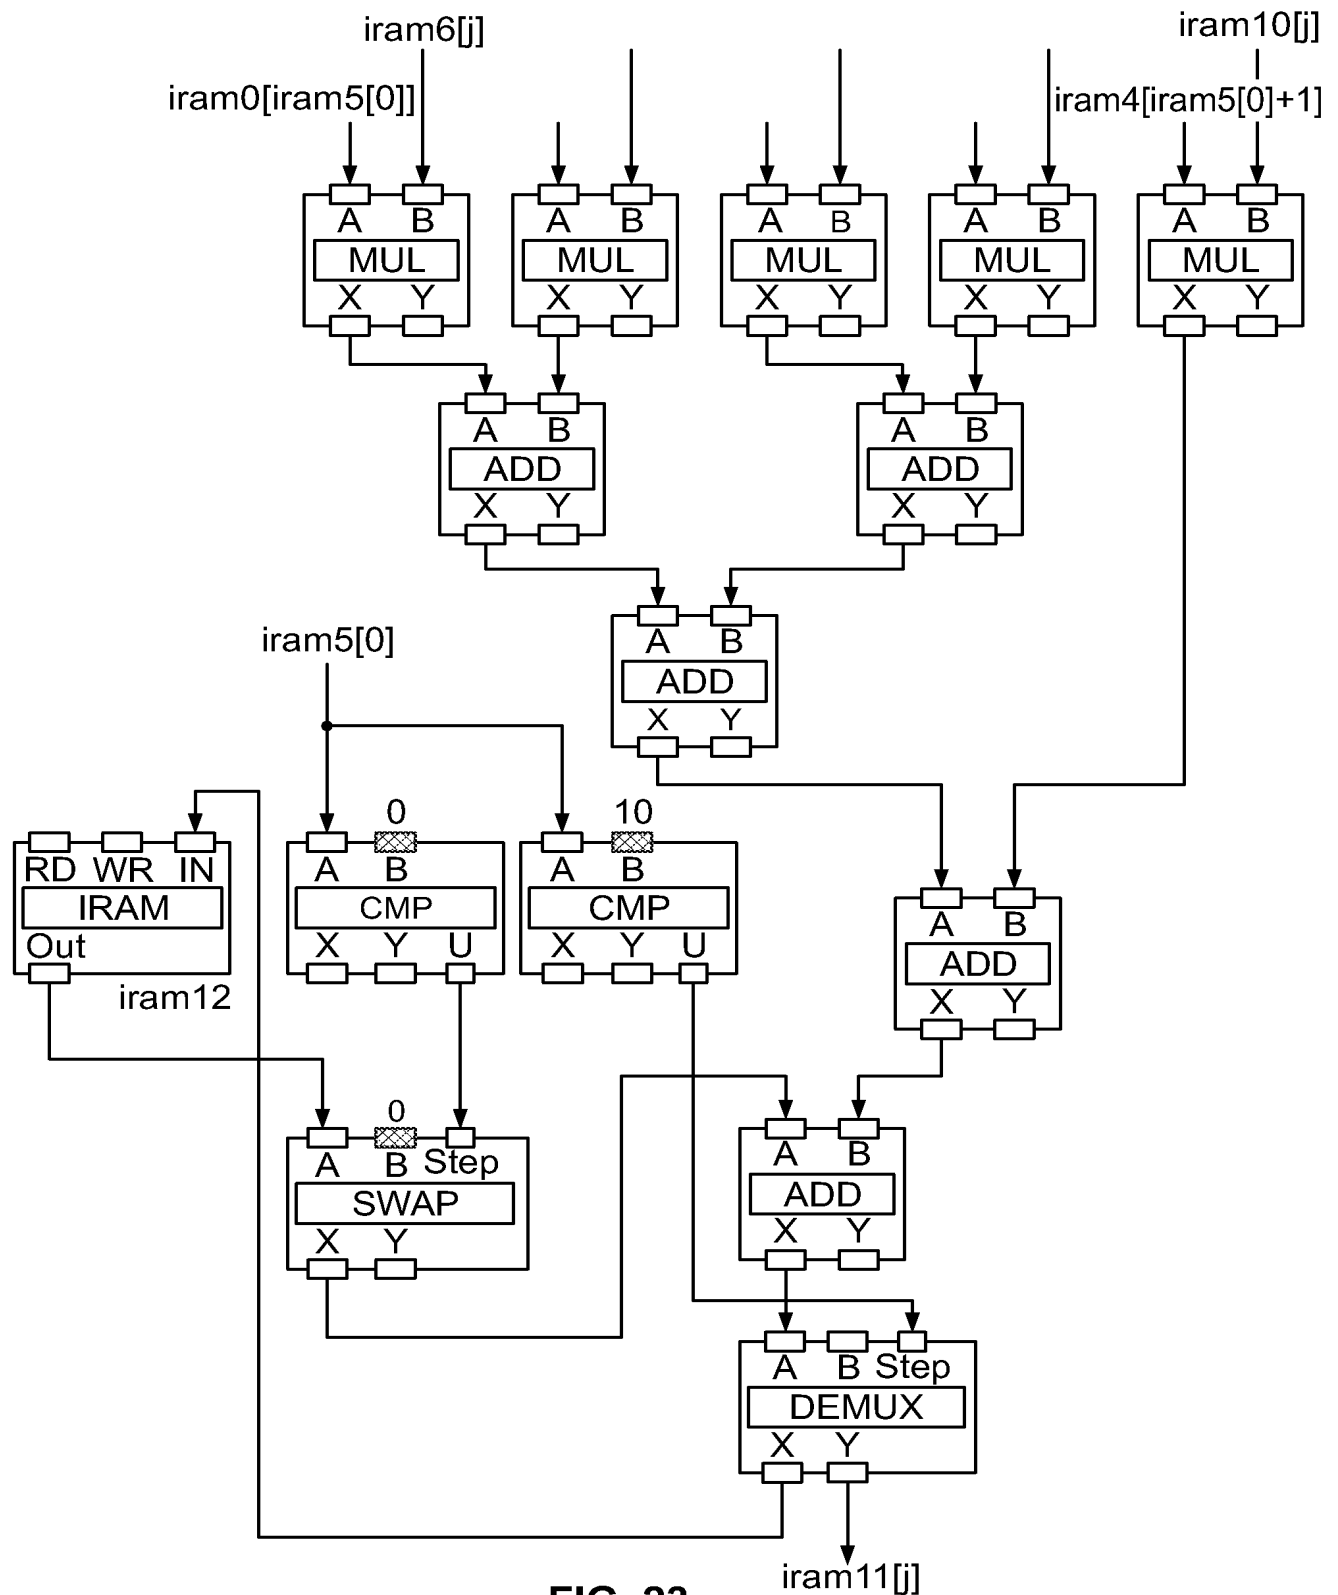 iram6[j] iram10[j]
iram0[iram5[0]] iram4[iram5[0]+1]
A B A B A B A B A B
MUL MUL MUL MUL MUL
X Y X Y X Y X Y X Y
A B A B
ADD ADD
X Y X Y
iram5[0] A B
ADD
X Y
0 10
RD WR IN A B A B
IRAM CMP CMP A B
Out X Y U X Y U ADD
iram12 X Y
0
A B Step A B
SWAP ADD
X Y X Y
A B Step
DEMUX
X Y
iram11[j]